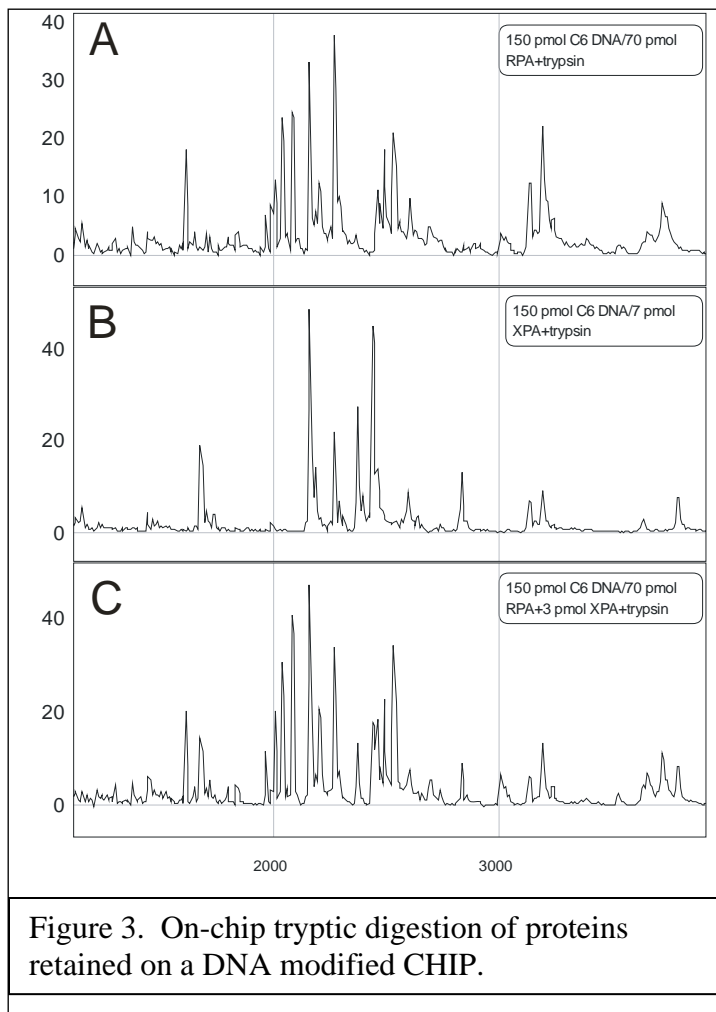 A
40
30
20
10
0
150 pmol C6 DNA/70 pmol
RPA+trypsin
B
40
20
0
150 pmol C6 DNA/7 pmol
XPA+trypsin
C
40
20
0
150 pmol C6 DNA/70 pmol
RPA+3 pmol XPA+trypsin
2000
3000
Figure 3. On-chip tryptic digestion of proteins
retained on a DNA modified CHIP.